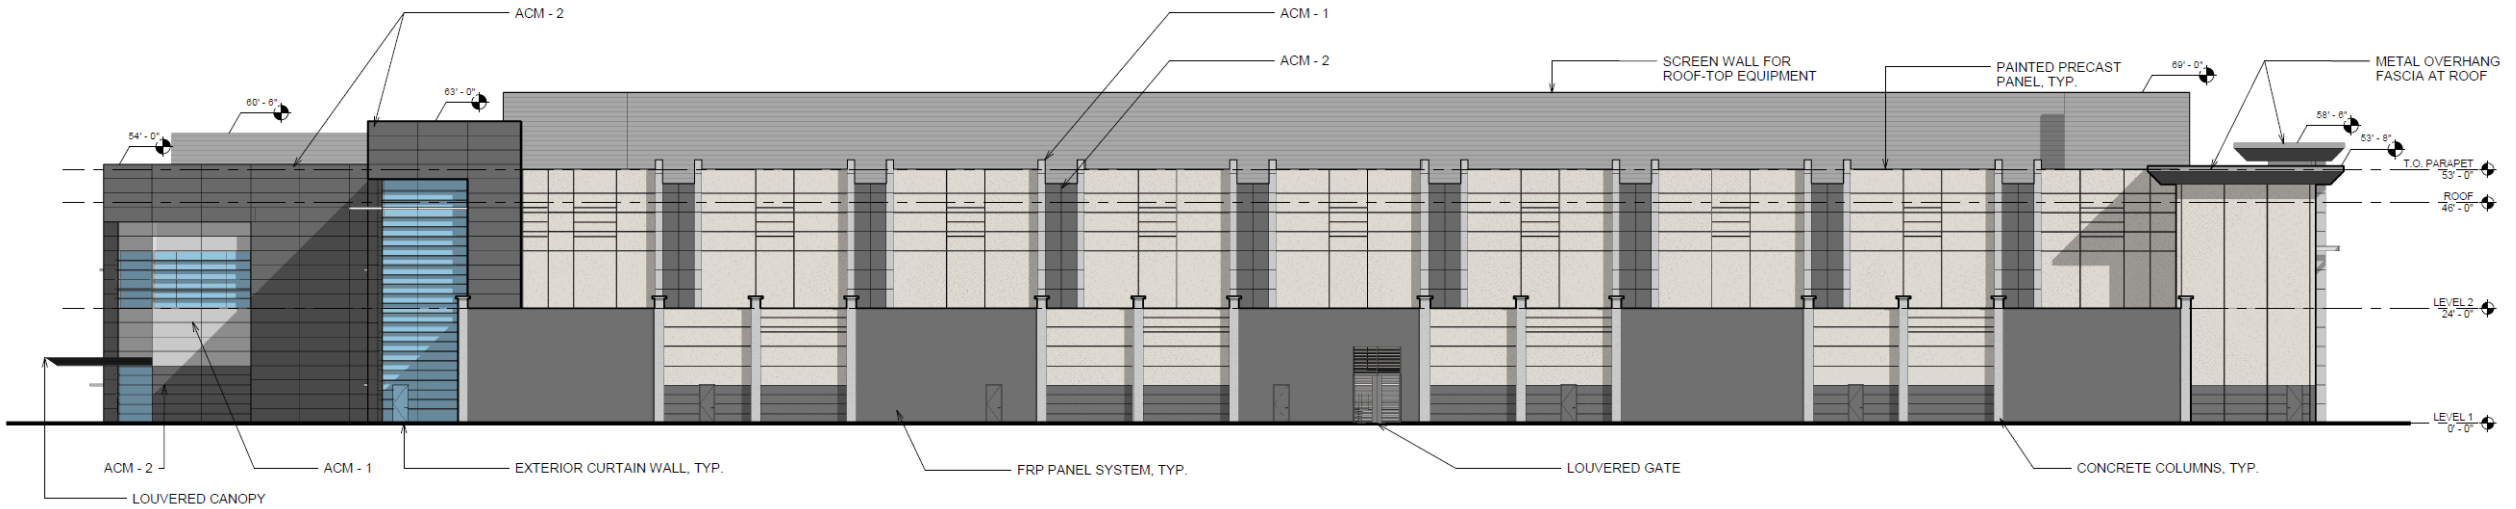 ACM - 2
ACM - 1
ACM - 2
SCREEN WALL FOR
ROOF-TOP EQUIPMENT
PAINTED PRECAST
PANEL, TYP.
METAL OVERHANG
FASCIA AT ROOF
69' - 0"
63' - 0"
60' - 6"
54' - 0"
58' - 6"
53' - 8"
T.O. PARAPET
53' - 0"
ROOF
46' - 0"
LEVEL 2
24' - 0"
LEVEL 1
0' - 0"
ACM - 2
ACM - 1
EXTERIOR CURTAIN WALL, TYP.
FRP PANEL SYSTEM, TYP.
LOUVERED GATE
CONCRETE COLUMNS, TYP.
LOUVERED CANOPY